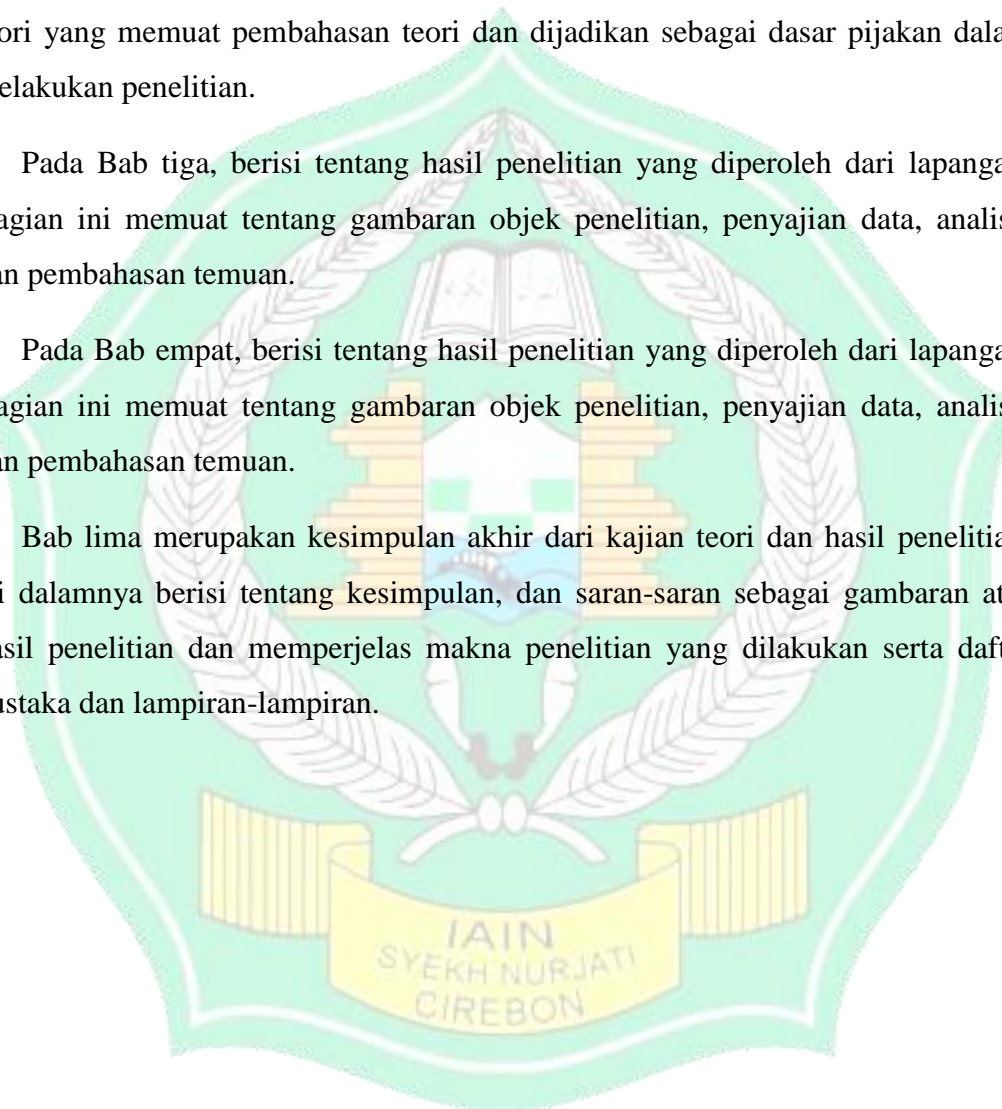 ori yang memuat pembahasan teori dan dijadikan sebagai dasar pijakan dala
elakukan penelitian.
Pada Bab tiga, berisi tentang hasil penelitian yang diperoleh dari lapanga
agian ini memuat tentang gambaran objek penelitian, penyajian data, analis
an pembahasan temuan.
Pada Bab empat, berisi tentang hasil penelitian yang diperoleh dari lapanga
agian ini memuat tentang gambaran objek penelitian, penyajian data, analis
an pembahasan temuan.
Bab lima merupakan kesimpulan akhir dari kajian teori dan hasil penelitia
i dalamnya berisi tentang kesimpulan, dan saran-saran sebagai gambaran at
asil penelitian dan memperjelas makna penelitian yang dilakukan serta daft
ustaka dan lampiran-lampiran.
IAIN
SYEKH NURJATI
CIREBON